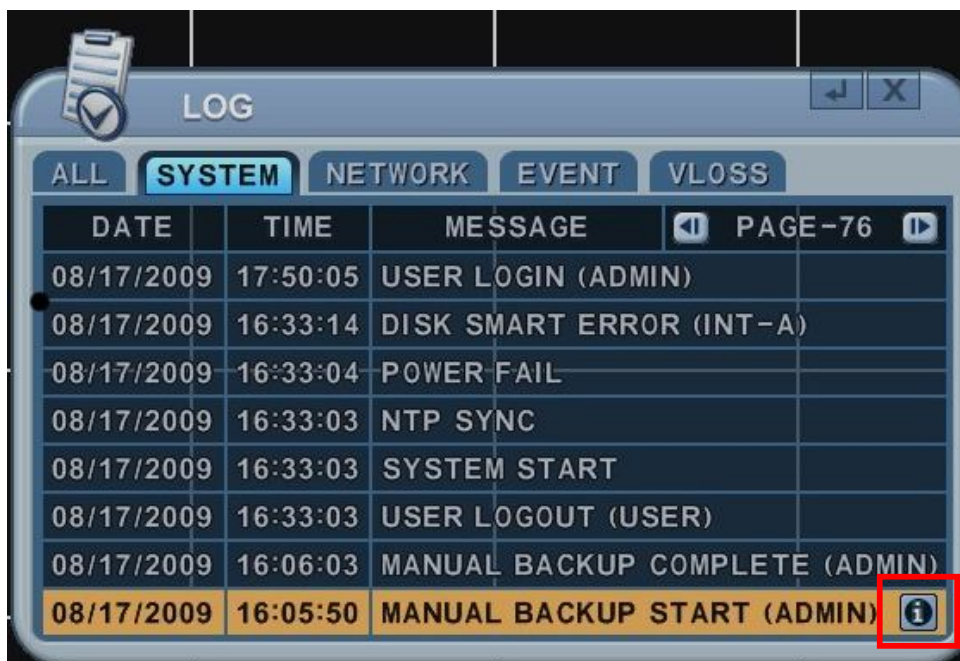 LOG X
ALL SYSTEM NETWORK EVENT VLOSS
DATE TIME MESSAGE PAGE-76
08/17/2009 17:50:05 USER LOGIN (ADMIN)
08/17/2009 16:33:14 DISK SMART ERROR (INT-A)
08/17/2009 16:33:04 POWER FAIL
08/17/2009 16:33:03 NTP SYNC
08/17/2009 16:33:03 SYSTEM START
08/17/2009 16:33:03 USER LOGOUT (USER)
08/17/2009 16:06:03 MANUAL BACKUP COMPLETE (ADMIN)
08/17/2009 16:05:50 MANUAL BACKUP START (ADMIN) i